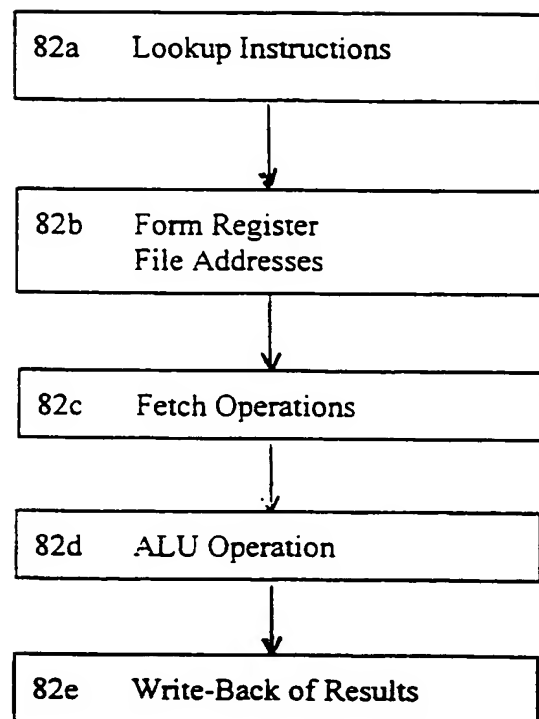 82a Lookup Instructions
82b Form Register
File Addresses
82c Fetch Operations
82d ALU Operation
82e Write-Back of Results